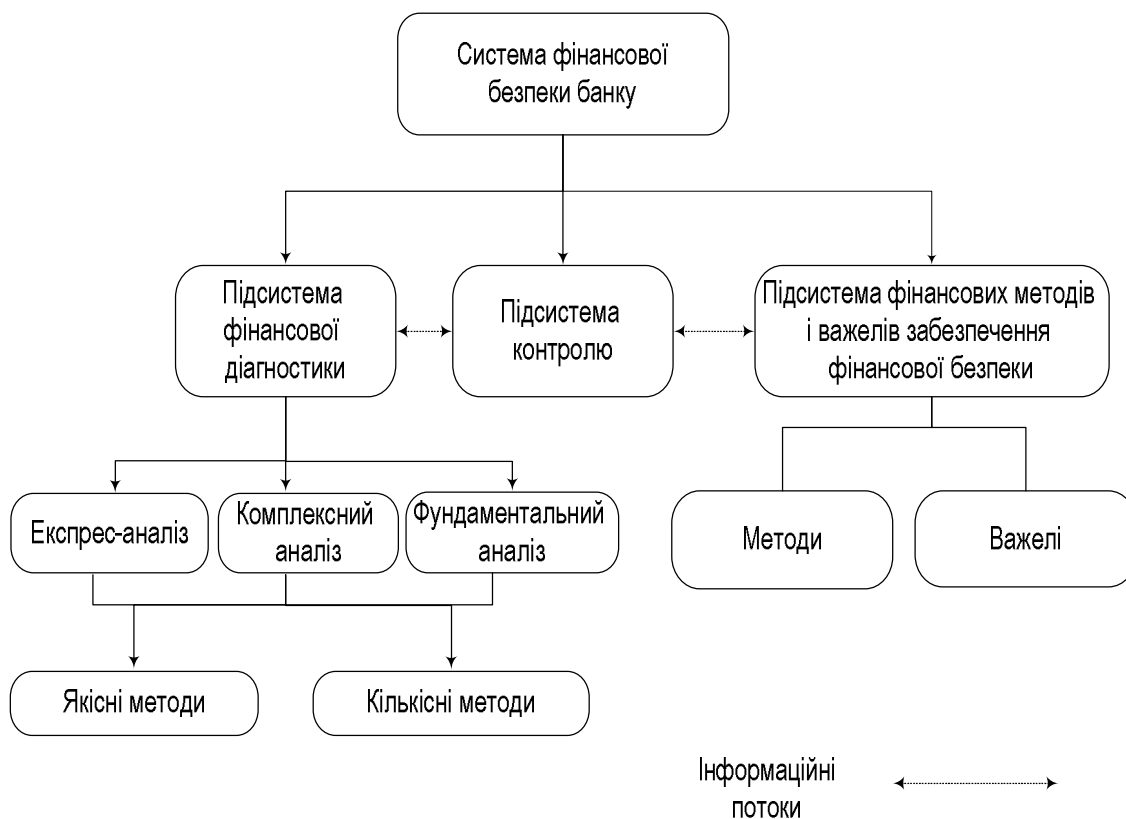 Система фінансової
безпеки банку
Підсистема
фінансової
діагностики
Підсистема
контролю
Підсистема фінансових методів
і важелів забезпечення
фінансової безпеки
Експрес-аналіз
Комплексний
аналіз
Фундаментальний
аналіз
Методи
Важелі
Якісні методи
Кількісні методи
Інформаційні
потоки